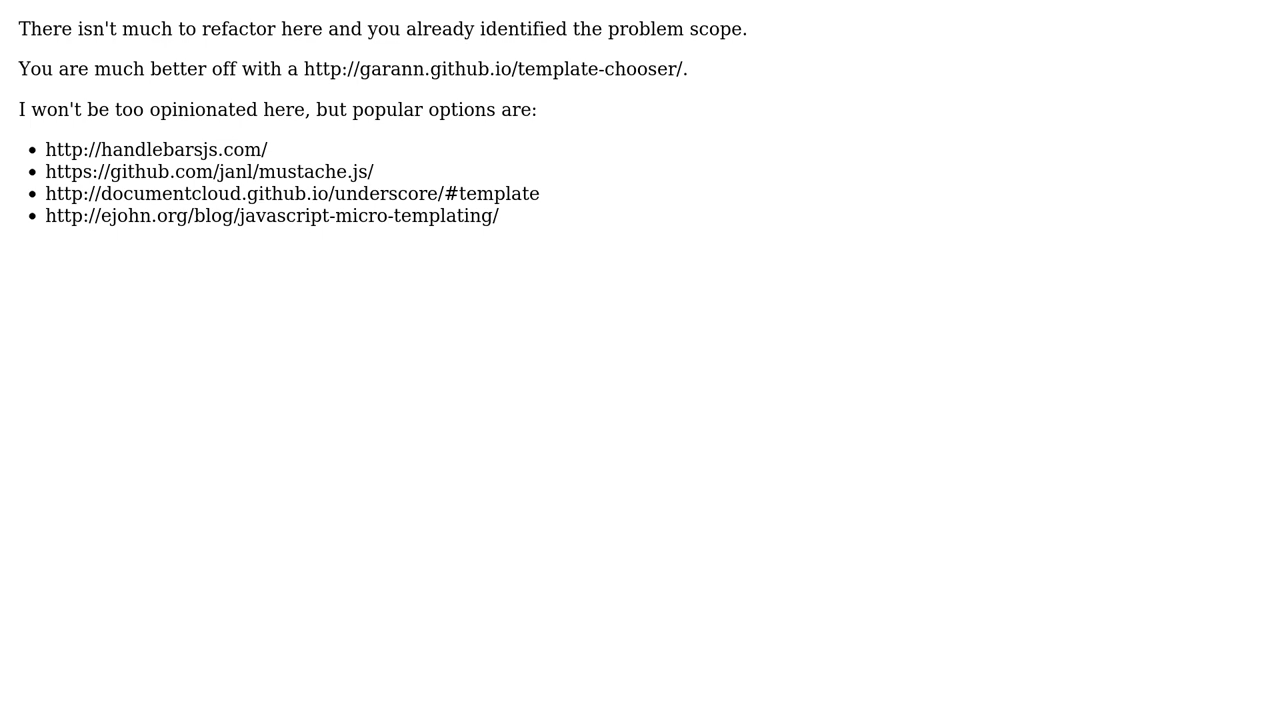 There isn't much to refactor here and you already identified the problem scope.
You are much better off with a http://garann.github.io/template-chooser/.
I won't be too opinionated here, but popular options are:
• http://handlebarsjs.com/
• https://github.com/janl/mustache.js/
• http://documentcloud.github.io/underscore/#template
• http://ejohn.org/blog/javascript-micro-templating/